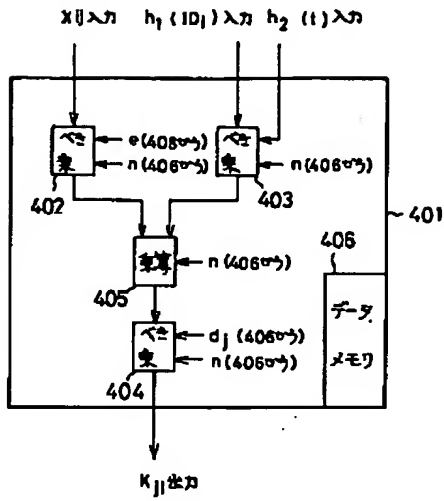 Xij入力 h₁(IDi)入力 h₂(t)入力
べき乗
e(406から)
n(406から)
402
べき乗
n(406から)
403
401
乗算
n(406から)
405
406
データ
メモリ
べき乗
dj(406から)
n(406から)
404
Kji出力